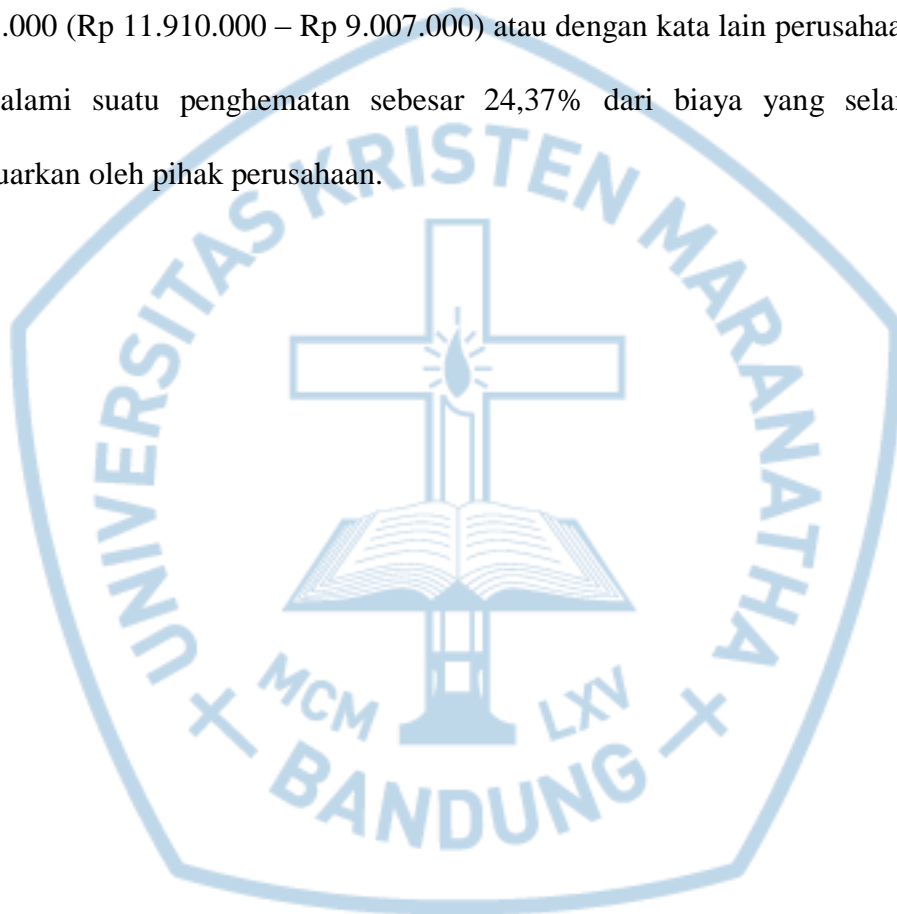 .000 (Rp 11.910.000 – Rp 9.007.000) atau dengan kata lain perusahaa
alami suatu penghematan sebesar 24,37% dari biaya yang sela
uarkan oleh pihak perusahaan.
UNIVERSITAS KRISTEN MARANATHA
MCM LXV
BANDUNG